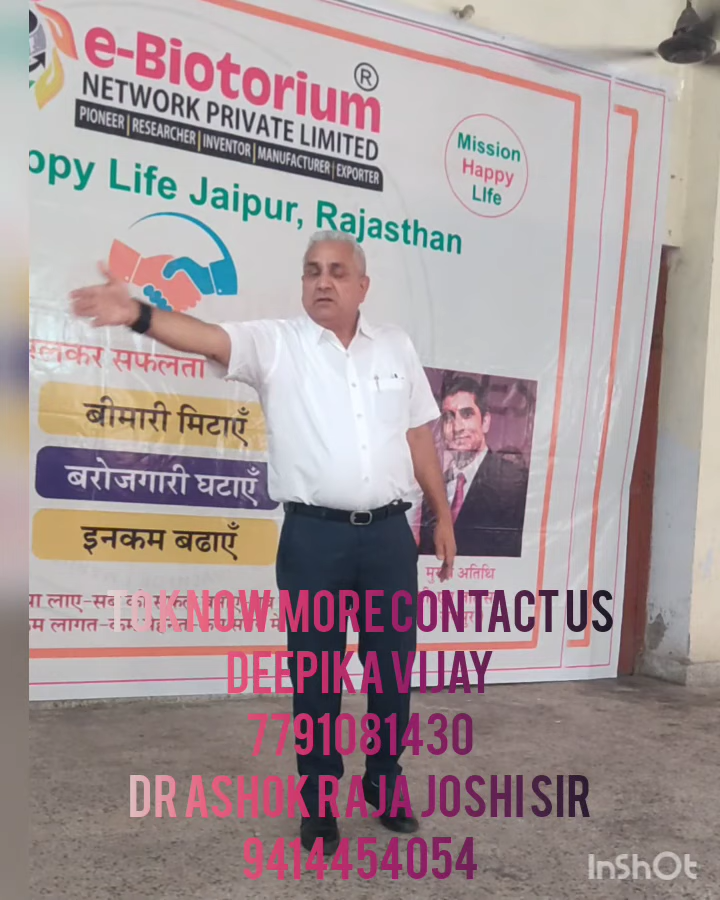 e-Biotorium ®
NETWORK PRIVATE LIMITED
PIONEER | RESEARCHER | INVENTOR | MANUFACTURER | EXPORTER
Mission
Happy
LIfe
Life Jaipur, Rajasthan
सफलता
बीमारी मिटाएँ
बरोजगारी घटाएँ
इनकम बढाएँ
अतिथि
TO KNOW MORE CONTACT US
DEEPIKA VIJAY
7791081430
DR ASHOK RAJA JOSHI SIR
9414454054
InShOt